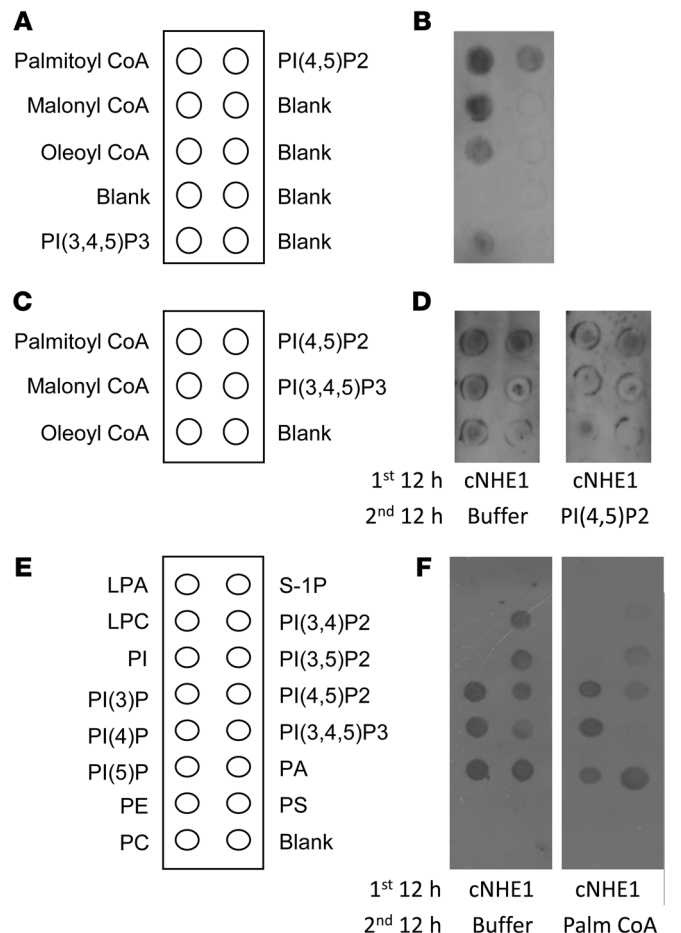 A
B
Palmitoyl CoA PI(4,5)P2
Malonyl CoA Blank
Oleoyl CoA Blank
Blank Blank
PI(3,4,5)P3 Blank
C
D
Palmitoyl CoA PI(4,5)P2
Malonyl CoA PI(3,4,5)P3
Oleoyl CoA Blank
1st 12 h cNHE1 cNHE1
2nd 12 h Buffer PI(4,5)P2
E
F
LPA S-1P
LPC PI(3,4)P2
PI PI(3,5)P2
PI(3)P PI(4,5)P2
PI(4)P PI(3,4,5)P3
PI(5)P PA
PE PS
PC Blank
1st 12 h cNHE1 cNHE1
2nd 12 h Buffer Palm CoA